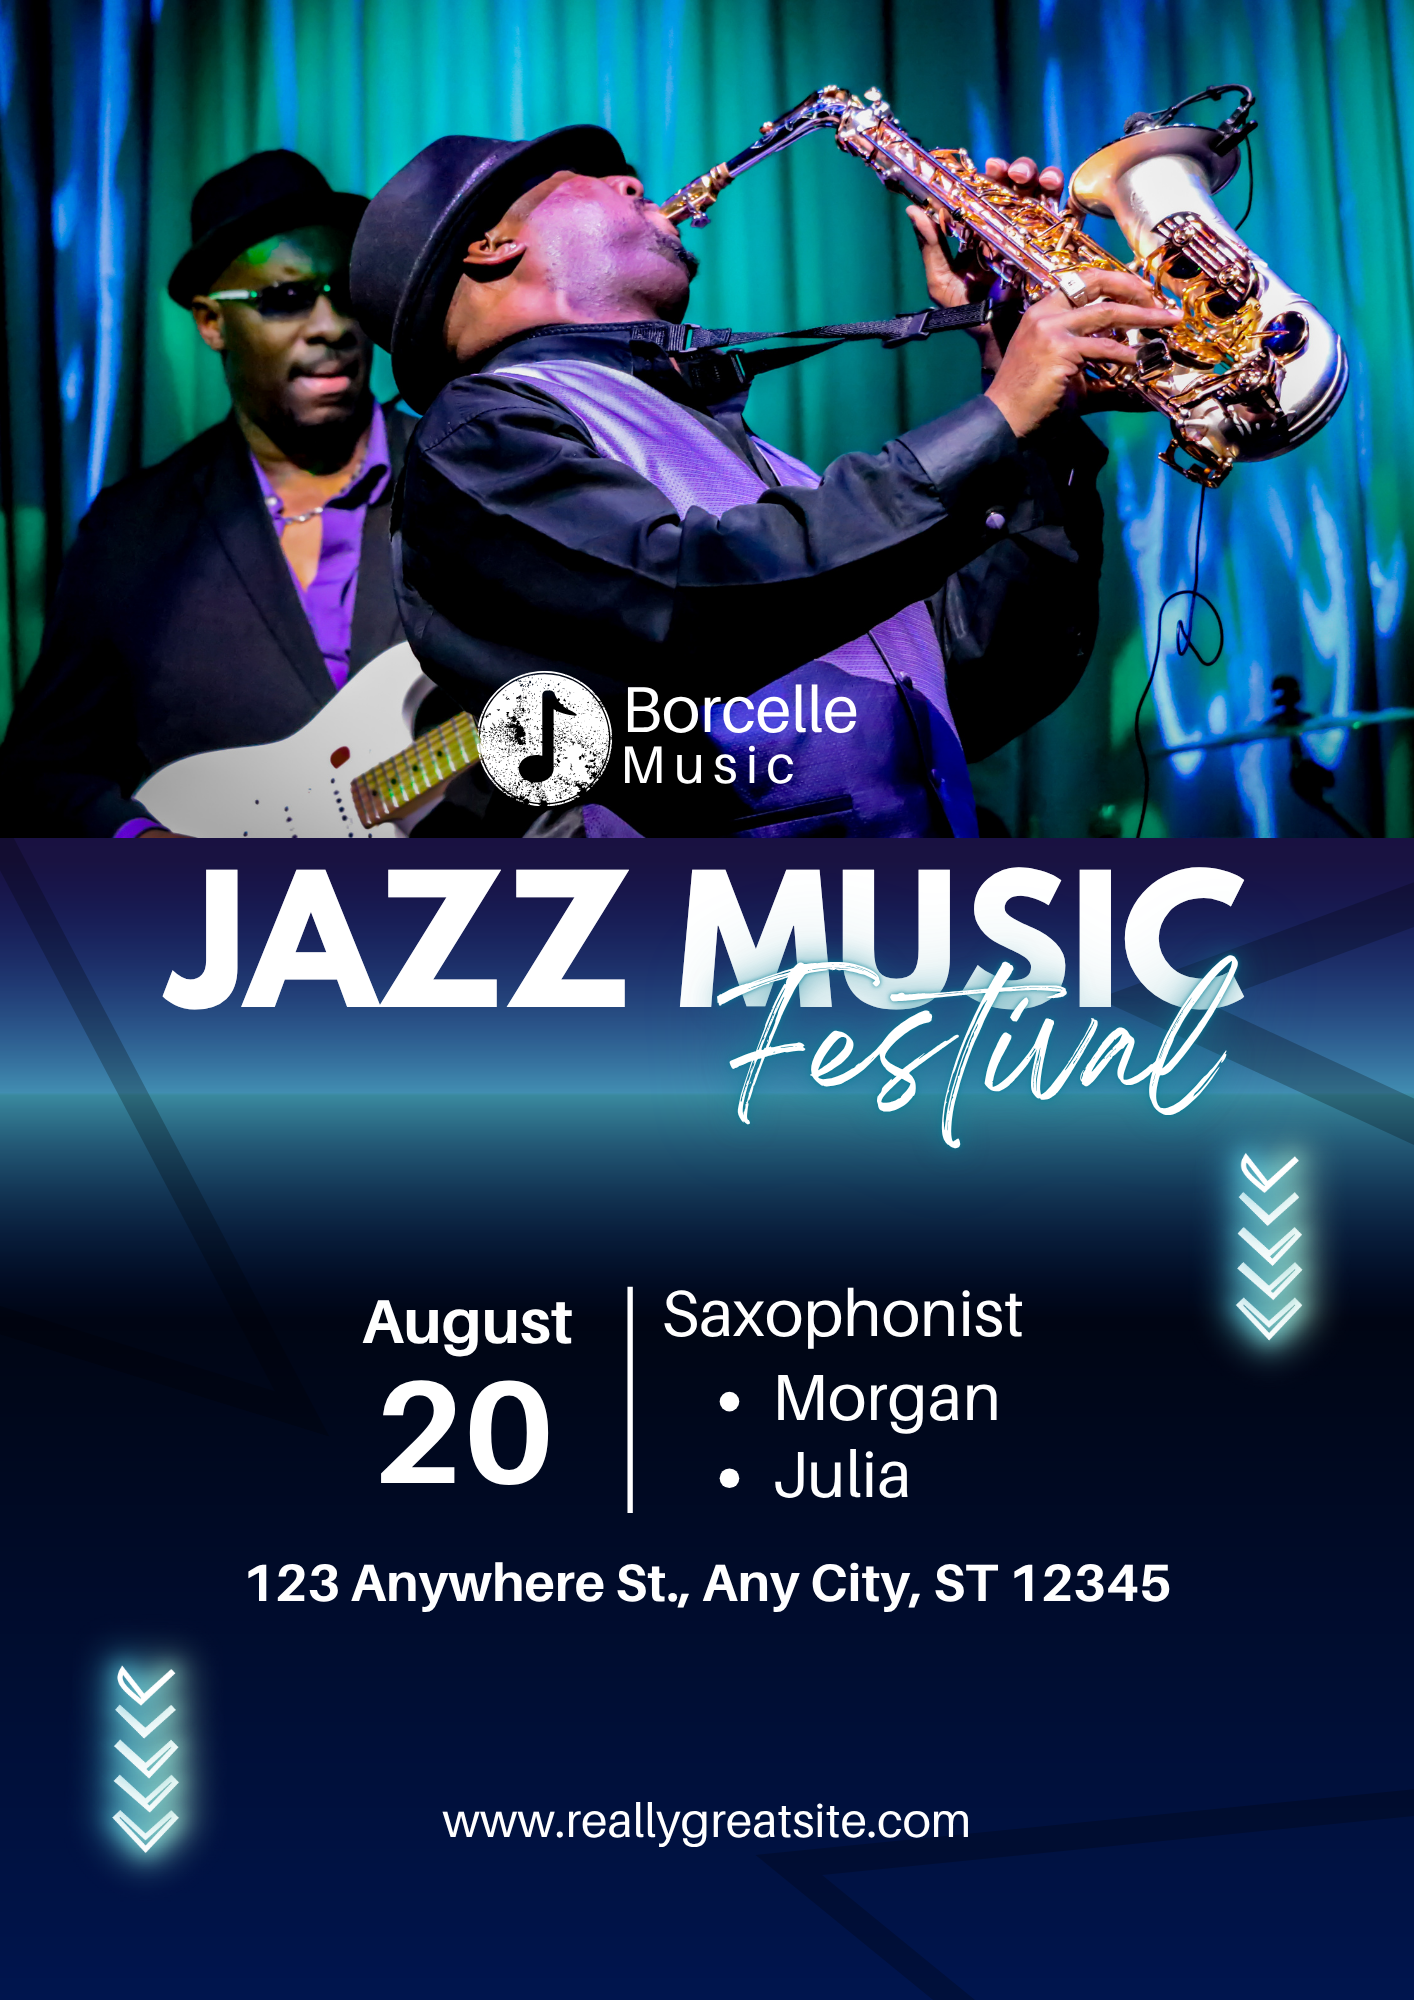 Borcelle
Music
JAZZ MUSIC
Festival
August
20
Saxophonist
• Morgan
• Julia
123 Anywhere St., Any City, ST 12345
www.reallygreatsite.com